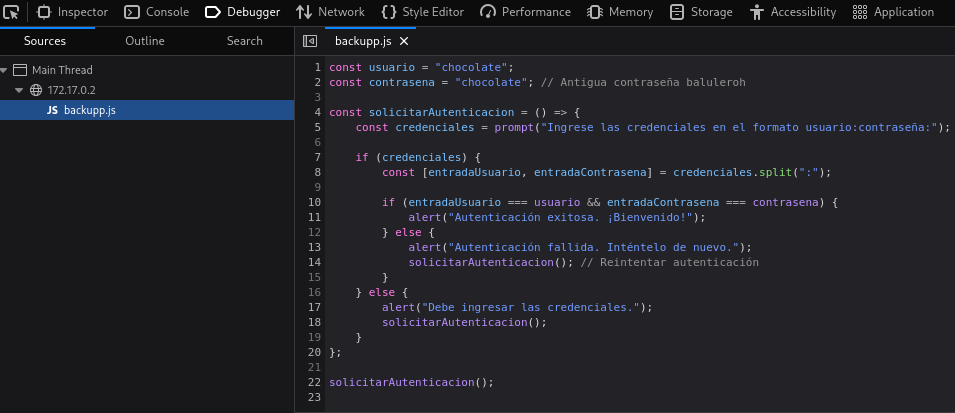 Inspector Console Debugger Network Style Editor Performance Memory Storage Accessibility Application
Sources Outline Search
Main Thread
172.17.0.2
JS backupp.js
backupp.js
1 const usuario = "chocolate";
2 const contrasena = "chocolate"; // Antigua contraseña baluleroh
3
4 const solicitarAutenticacion = () => {
5 const credenciales = prompt("Ingrese las credenciales en el formato usuario:contraseña:");
6
7 if (credenciales) {
8 const [entradaUsuario, entradaContrasena] = credenciales.split(":");
9
10 if (entradaUsuario === usuario && entradaContrasena === contrasena) {
11 alert("Autenticación exitosa. ¡Bienvenido!");
12 } else {
13 alert("Autenticación fallida. Inténtelo de nuevo.");
14 solicitarAutenticacion(); // Reintentar autenticación
15 }
16 } else {
17 alert("Debe ingresar las credenciales.");
18 solicitarAutenticacion();
19 }
20 };
21
22 solicitarAutenticacion();
23